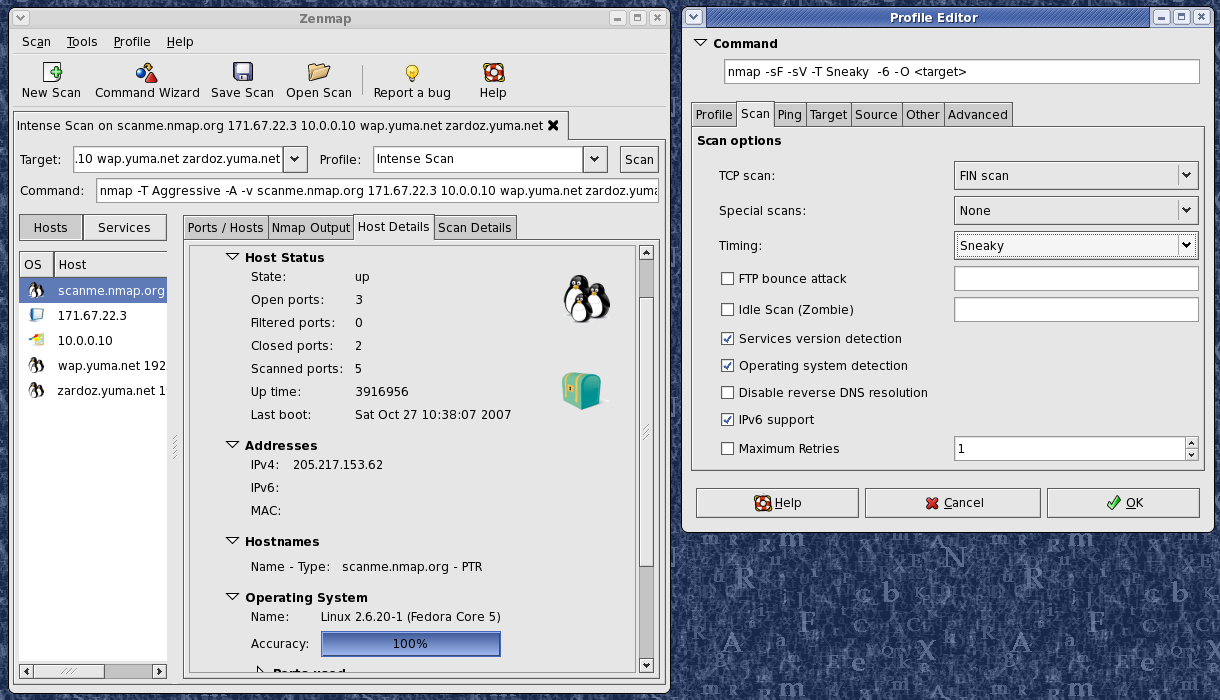 Zenmap
Scan Tools Profile Help
New Scan Command Wizard Save Scan Open Scan Report a bug Help
Intense Scan on scanme.nmap.org 171.67.22.3 10.0.0.10 wap.yuma.net zardoz.yuma.net
Target: .10 wap.yuma.net zardoz.yuma.net Profile: Intense Scan Scan
Command: nmap -T Aggressive -A -v scanme.nmap.org 171.67.22.3 10.0.0.10 wap.yuma.net zardoz.yuma
Hosts Services
OS Host
scanme.nmap.org
171.67.22.3
10.0.0.10
wap.yuma.net 192
zardoz.yuma.net 1
Ports / Hosts Nmap Output Host Details Scan Details
Host Status
State: up
Open ports: 3
Filtered ports: 0
Closed ports: 2
Scanned ports: 5
Up time: 3916956
Last boot: Sat Oct 27 10:38:07 2007
Addresses
IPv4: 205.217.153.62
IPv6:
MAC:
Hostnames
Name - Type: scanme.nmap.org - PTR
Operating System
Name: Linux 2.6.20-1 (Fedora Core 5)
Accuracy: 100%
Ports used
Profile Editor
Command
nmap -sF -sV -T Sneaky  -6 -O <target>
Profile Scan Ping Target Source Other Advanced
Scan options
TCP scan: FIN scan
Special scans: None
Timing: Sneaky
FTP bounce attack
Idle Scan (Zombie)
Services version detection
Operating system detection
Disable reverse DNS resolution
IPv6 support
Maximum Retries 1
Help Cancel OK